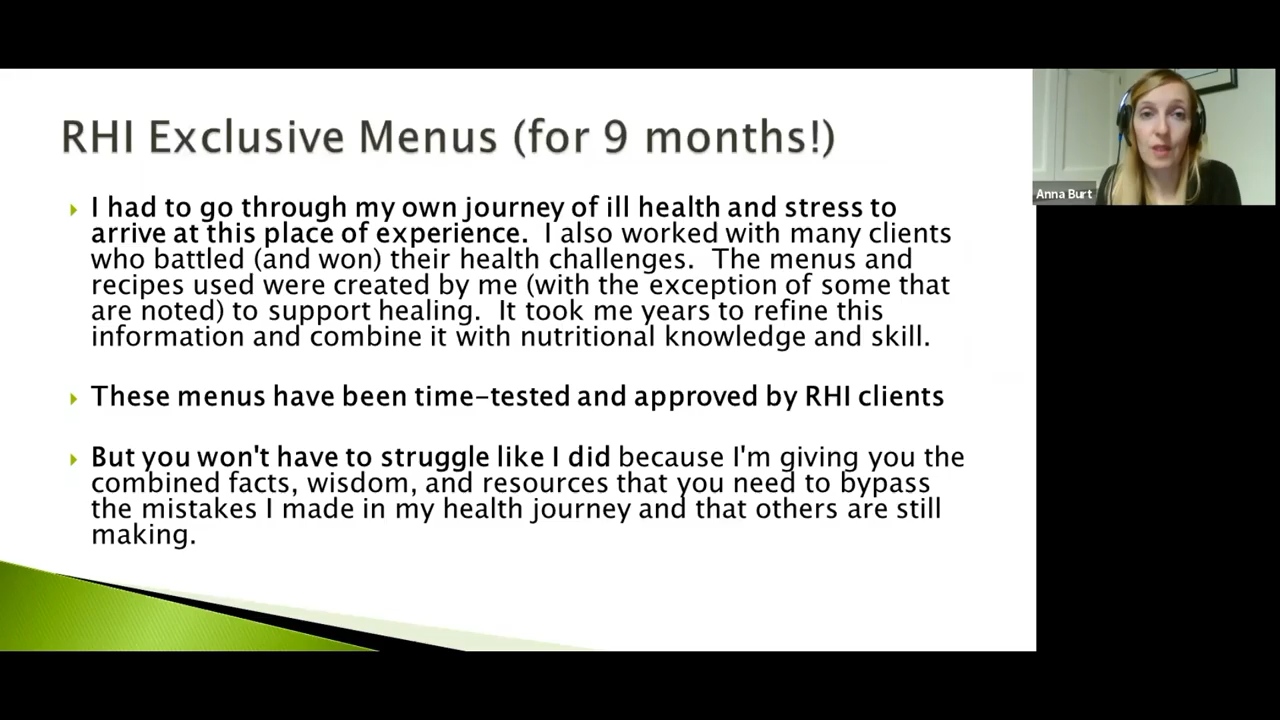 RHI Exclusive Menus (for 9 months!)
I had to go through my own journey of ill health and stress to
arrive at this place of experience.  I also worked with many clients
who battled (and won) their health challenges.  The menus and
recipes used were created by me (with the exception of some that
are noted) to support healing.  It took me years to refine this
information and combine it with nutritional knowledge and skill.
These menus have been time-tested and approved by RHI clients
But you won't have to struggle like I did because I'm giving you the
combined facts, wisdom, and resources that you need to bypass
the mistakes I made in my health journey and that others are still
making.
Anna Burt